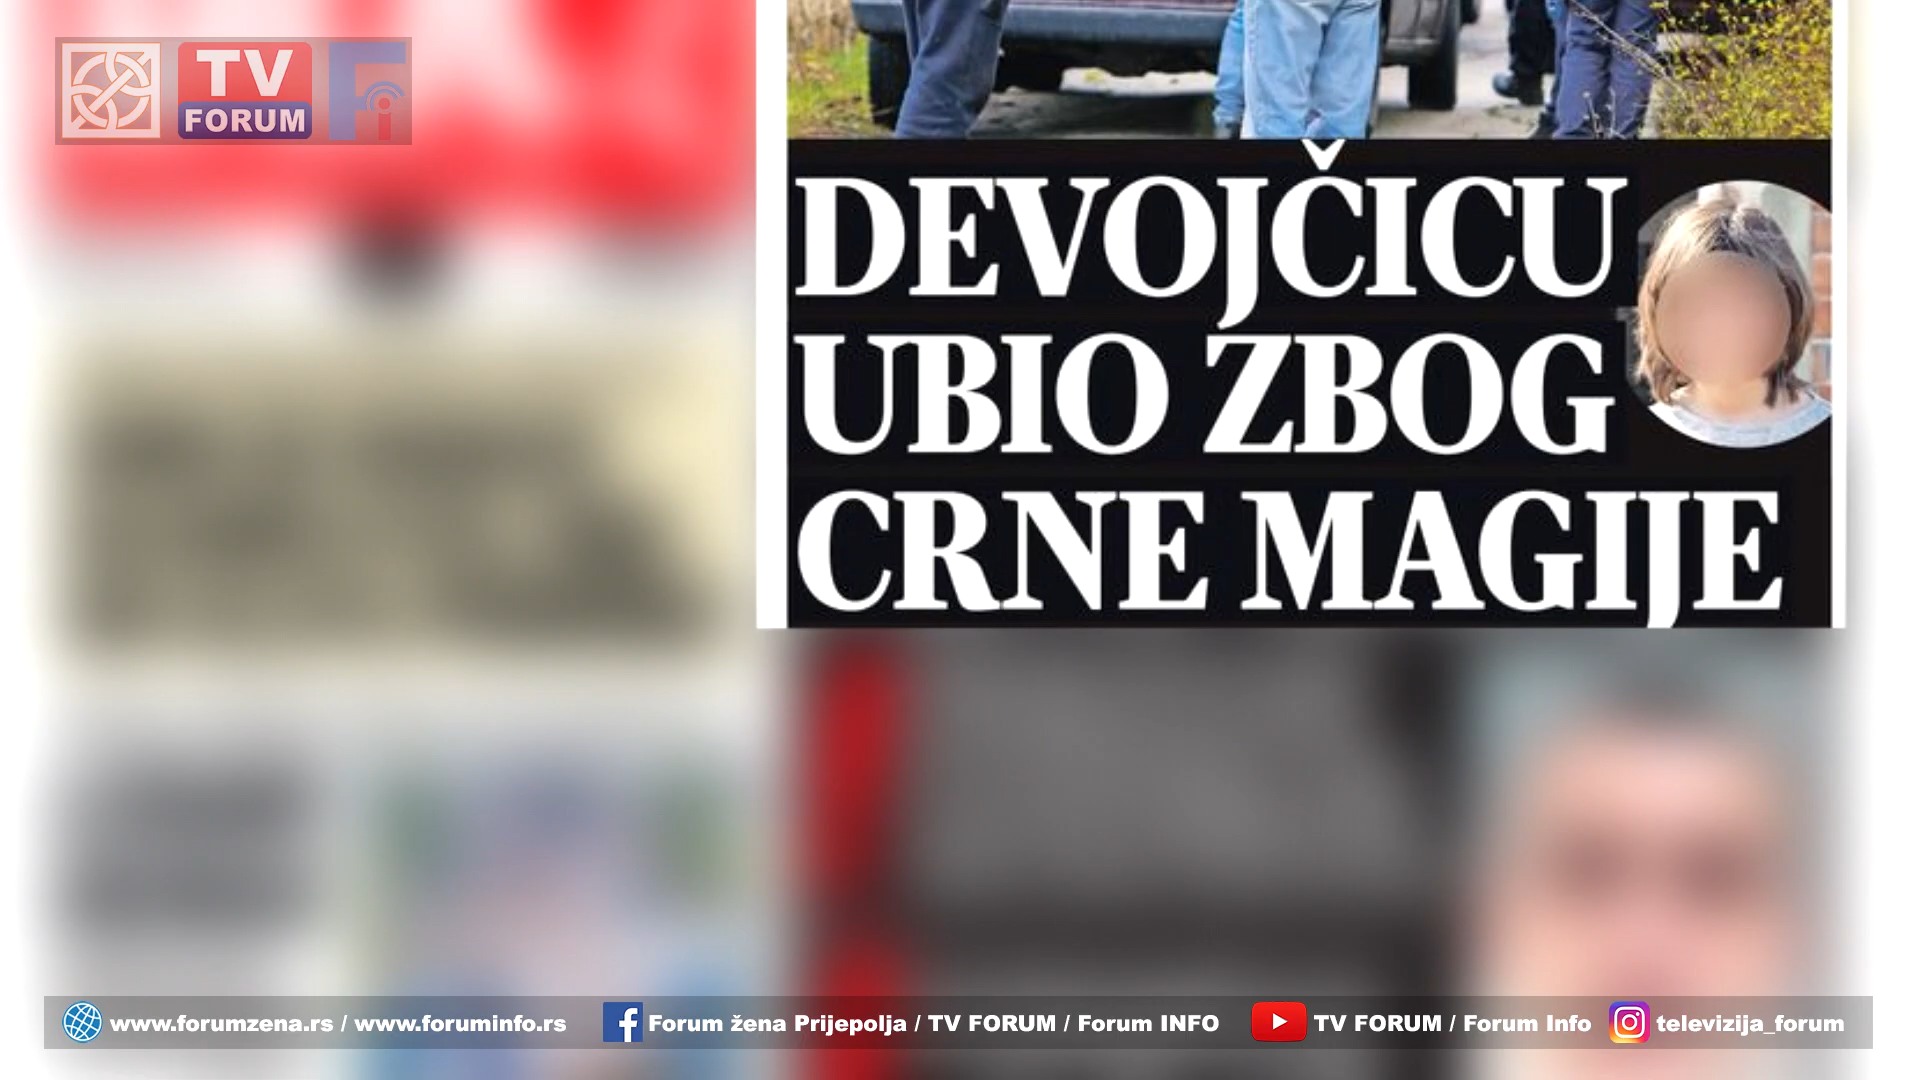 TV
FORUM
Fi
DEVOJČICU
UBIO ZBOG
CRNE MAGIJE
www.forumzena.rs / www.foruminfo.rs
Forum žena Prijepolja / TV FORUM / Forum INFO
TV FORUM / Forum Info
televizija_forum